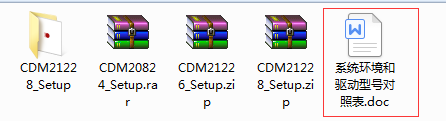 CDM2122
8_Setup
CDM2082
4_Setup.ra
r
CDM2122
6_Setup.zi
p
CDM2122
8_Setup.zi
p
系统环境和
驱动型号对
照表.doc